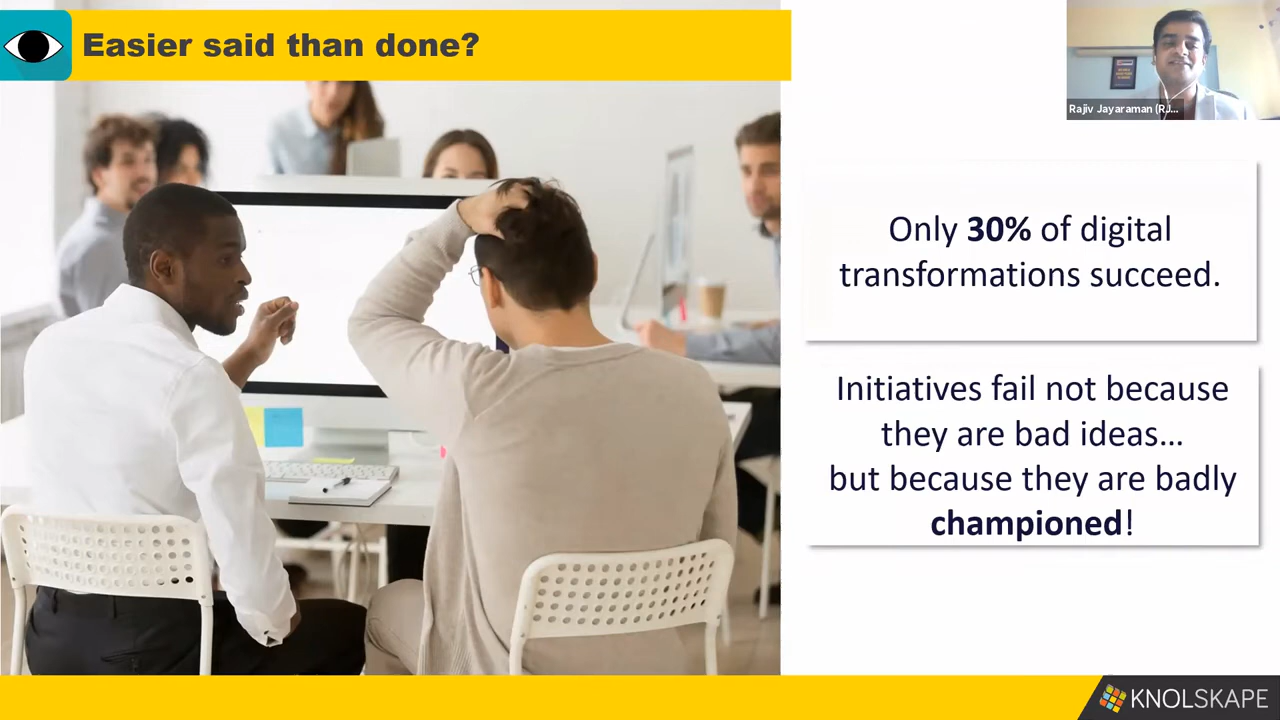 Easier said than done?
Rajiv Jayaraman (RJ...
Only 30% of digital
transformations succeed.
Initiatives fail not because
they are bad ideas...
but because they are badly
championed!
KNOLSKAPE